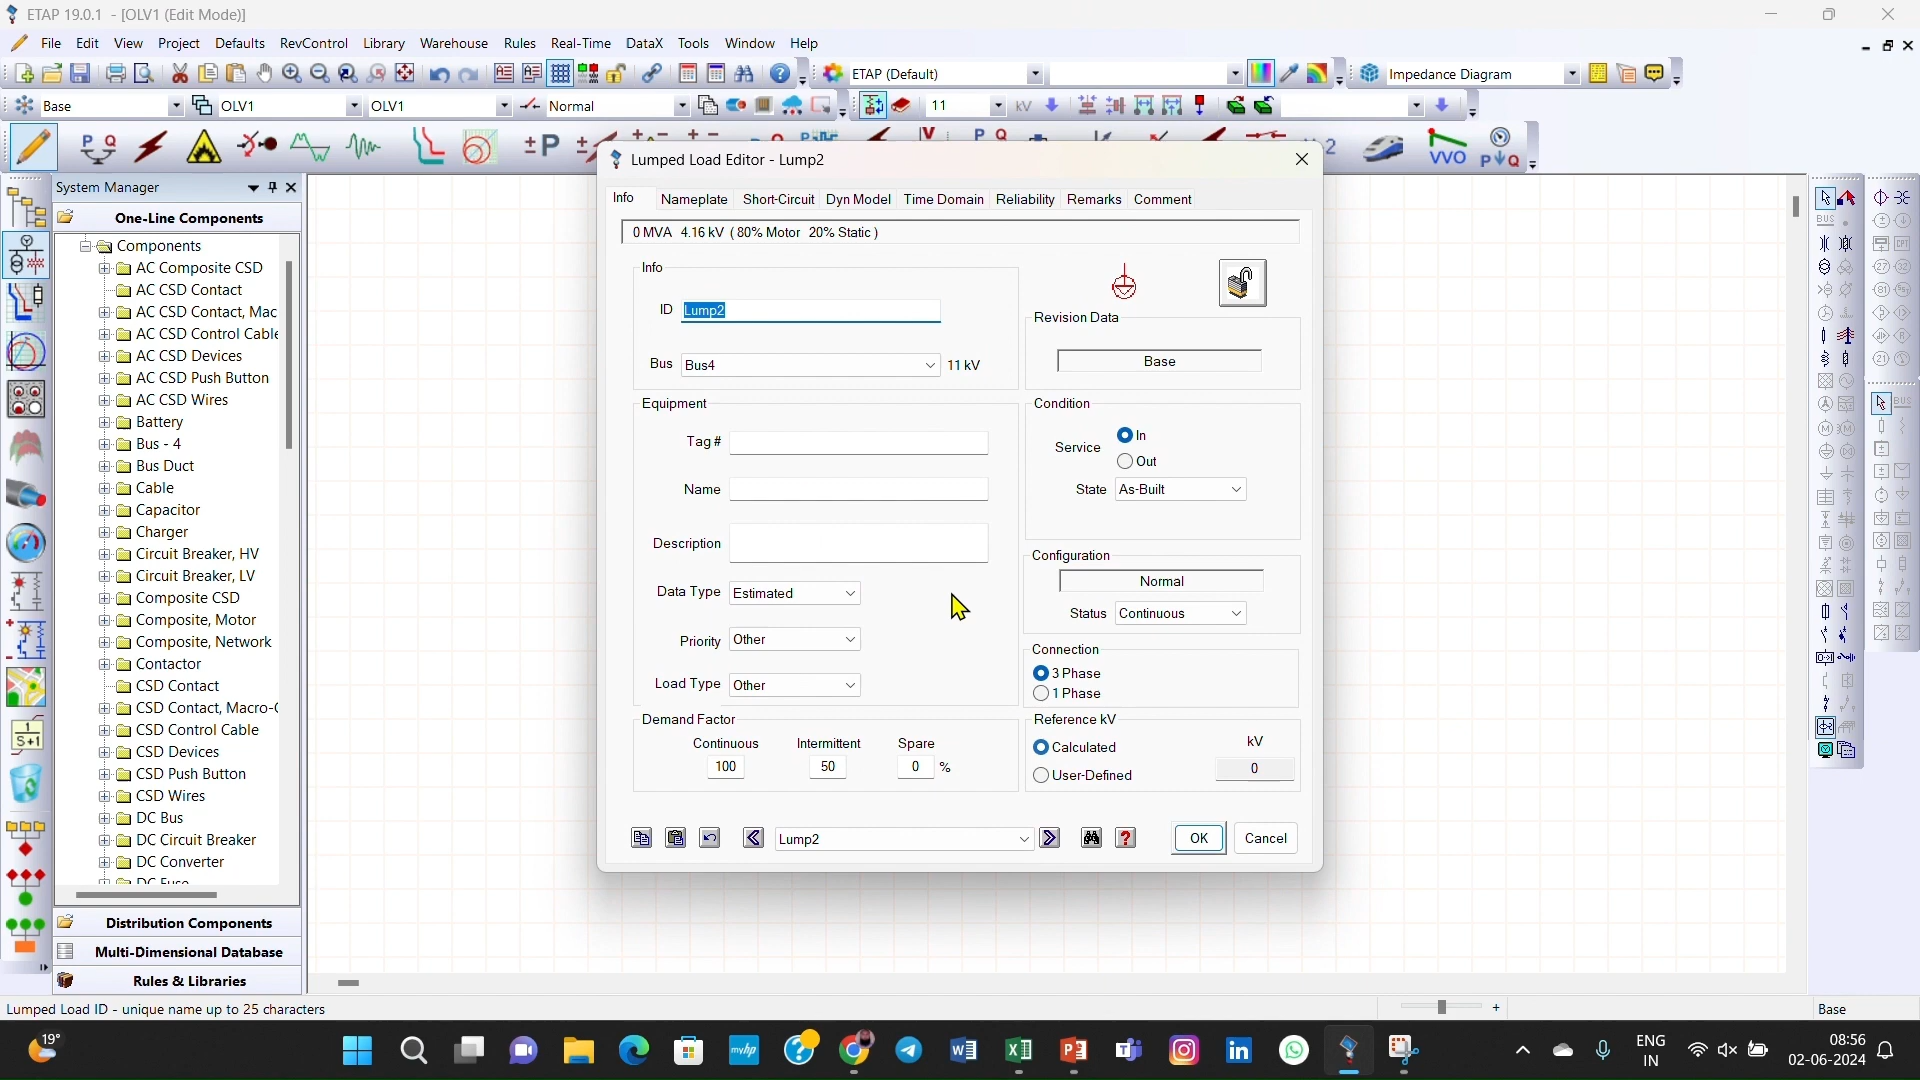 ETAP 19.0.1 - [OLV1 (Edit Mode)]
File Edit View Project Defaults RevControl Library Warehouse Rules Real-Time DataX Tools Window Help
ETAP (Default)
Impedance Diagram
Base OLV1 OLV1 Normal 11 kV
System Manager
One-Line Components
Components
AC Composite CSD
AC CSD Contact
AC CSD Contact, Mac
AC CSD Control Cable
AC CSD Devices
AC CSD Push Button
AC CSD Wires
Battery
Bus - 4
Bus Duct
Cable
Capacitor
Charger
Circuit Breaker, HV
Circuit Breaker, LV
Composite CSD
Composite, Motor
Composite, Network
Contactor
CSD Contact
CSD Contact, Macro-
CSD Control Cable
CSD Devices
CSD Push Button
CSD Wires
DC Bus
DC Circuit Breaker
DC Converter
DC Fuse
Distribution Components
Multi-Dimensional Database
Rules & Libraries
Lumped Load Editor - Lump2
Info Nameplate Short-Circuit Dyn Model Time Domain Reliability Remarks Comment
0 MVA 4.16 kV ( 80% Motor 20% Static )
Info
ID Lump2
Bus Bus4 11 kV
Revision Data
Base
Equipment
Tag #
Name
Description
Data Type Estimated
Priority Other
Load Type Other
Condition
Service
In
Out
State As-Built
Configuration
Normal
Status Continuous
Connection
3 Phase
1 Phase
Demand Factor
Continuous Intermittent Spare
100 50 0 %
Reference kV
Calculated
User-Defined
kV
0
Lump2
OK Cancel
VVO
Lumped Load ID - unique name up to 25 characters
Base
19°
ENG
IN
08:56
02-06-2024